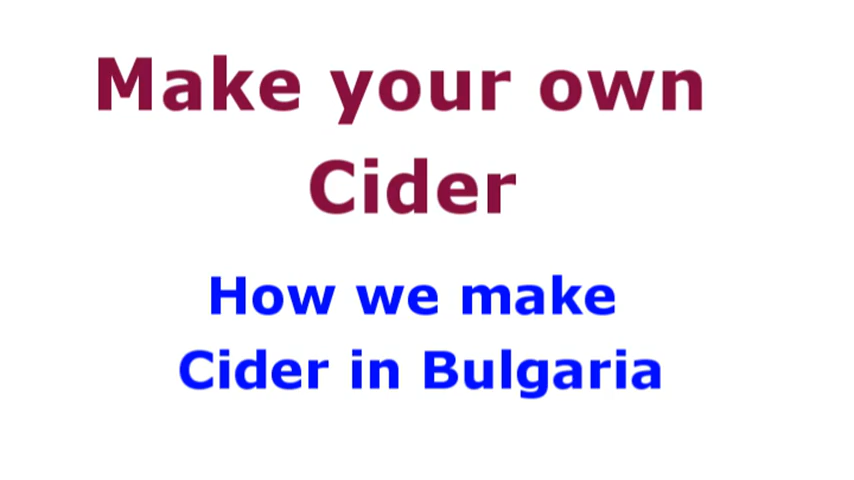 Make your own
Cider
How we make
Cider in Bulgaria